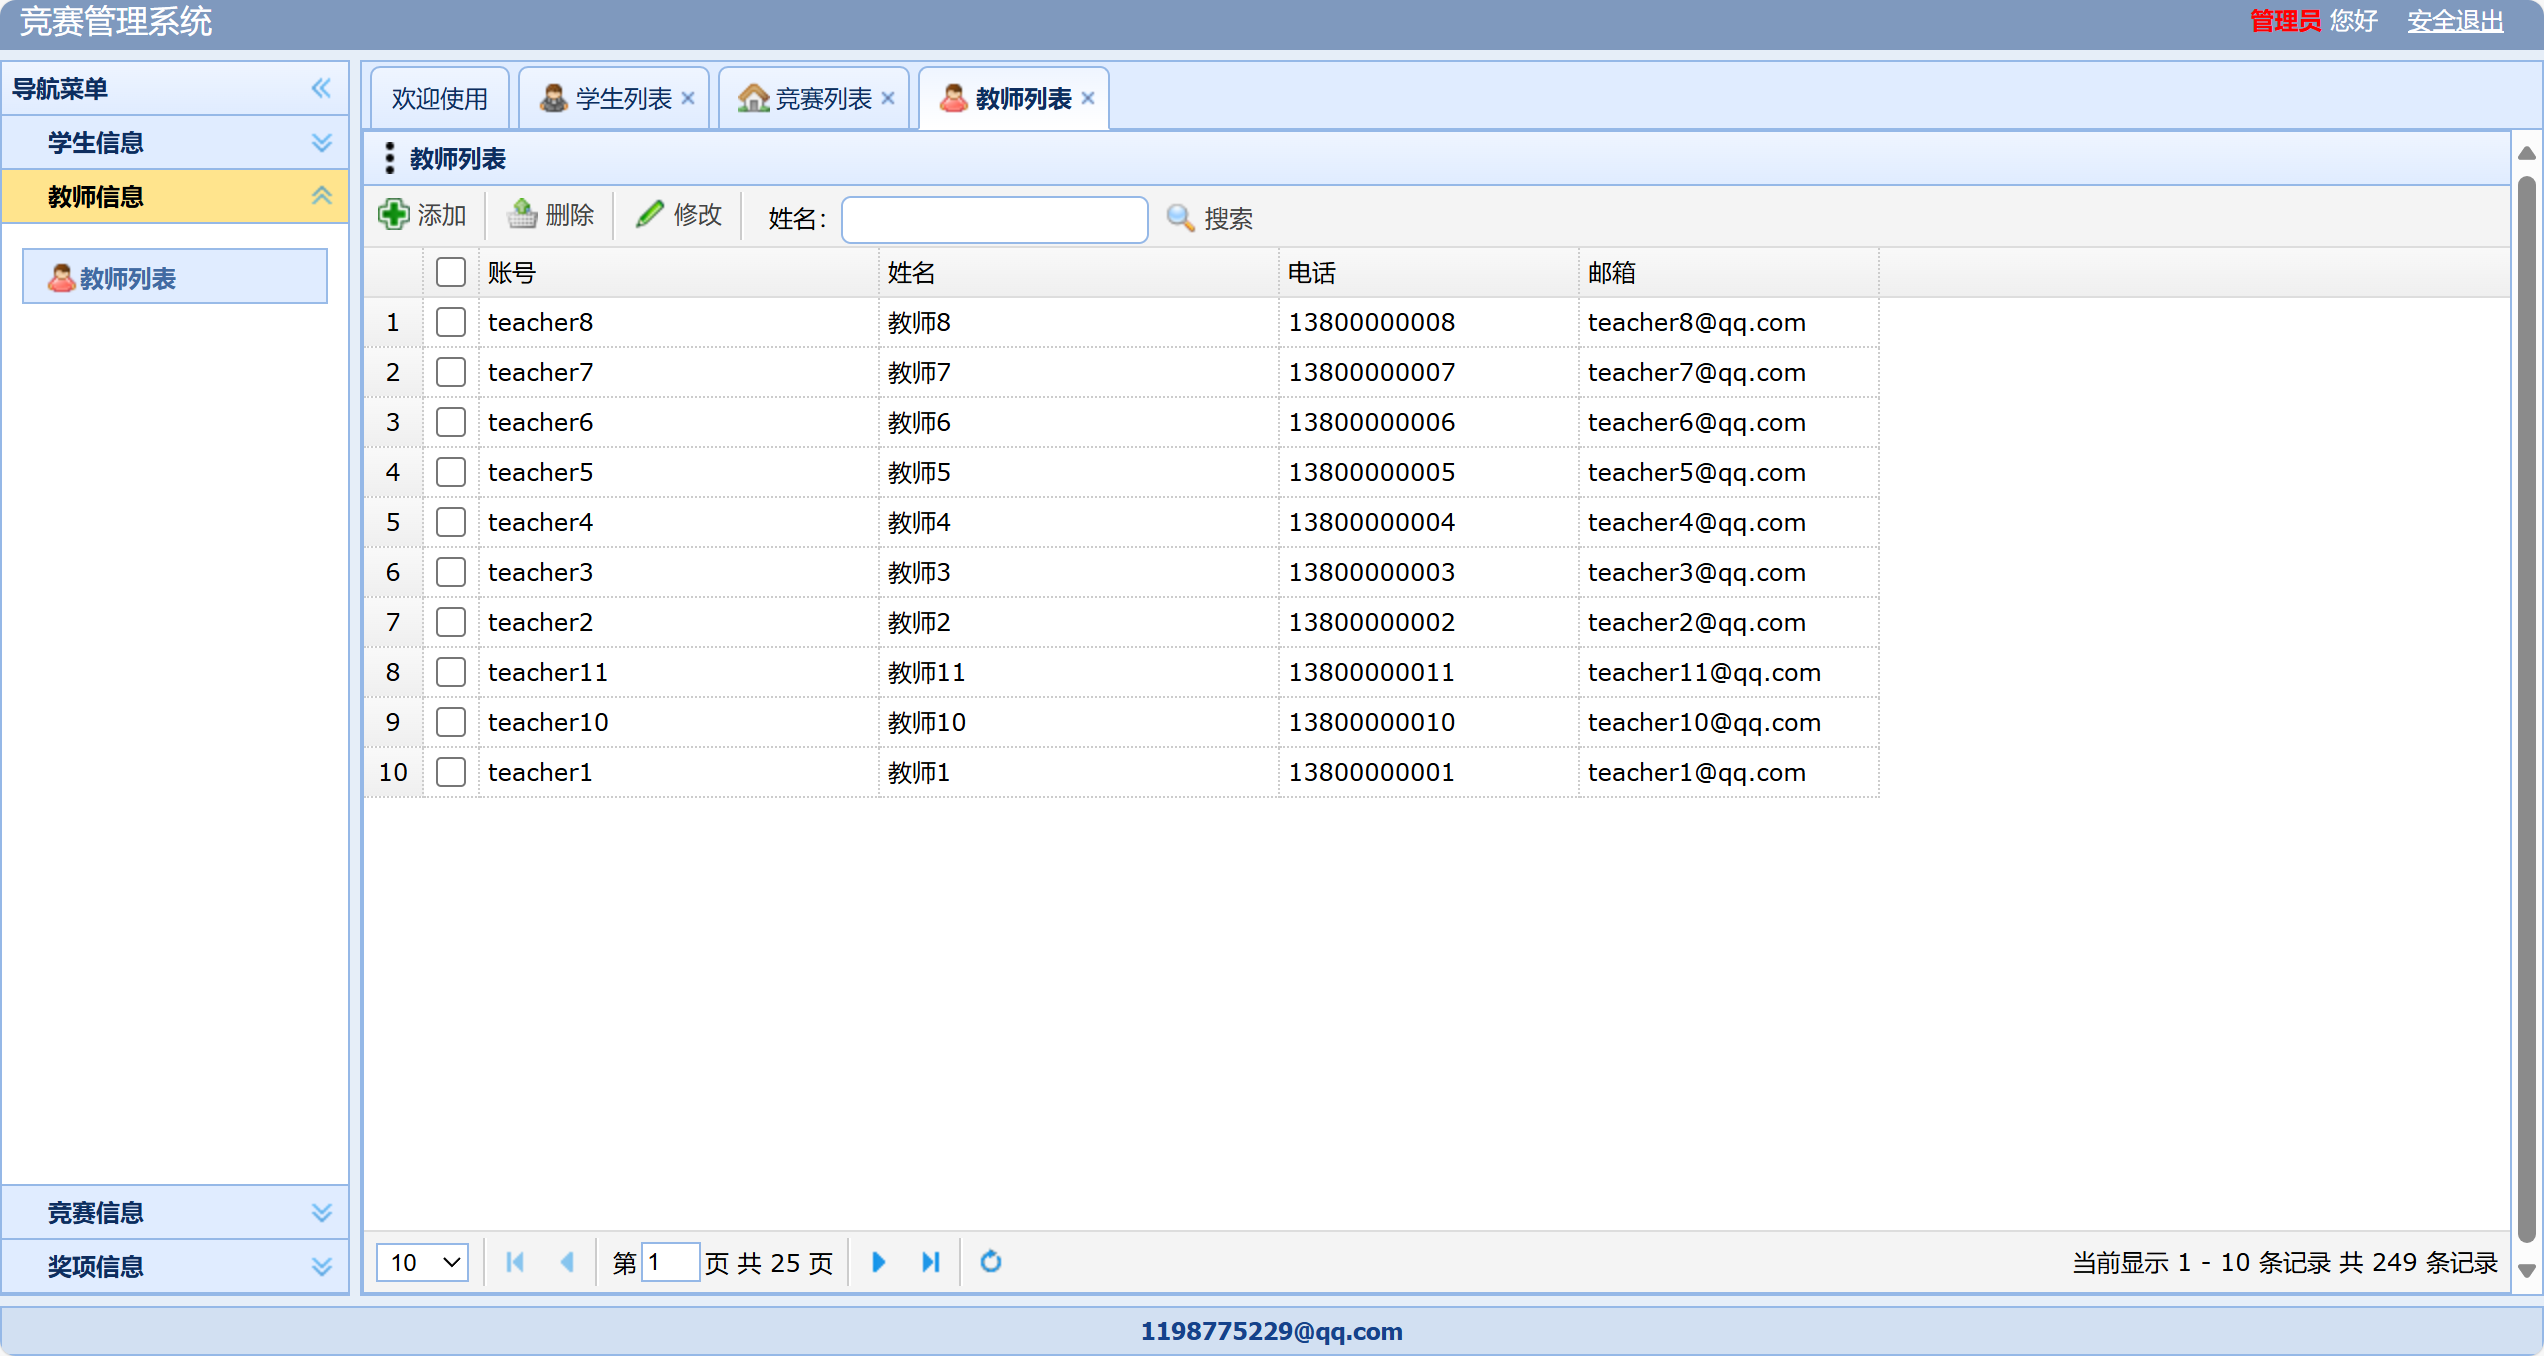 竞赛管理系统
管理员 您好 安全退出
导航菜单
学生信息
教师信息
教师列表
竞赛信息
奖项信息
欢迎使用 学生列表 竞赛列表 教师列表
教师列表
添加 删除 修改 姓名： 搜索
账号 姓名 电话 邮箱
1 teacher8 教师8 13800000008 teacher8@qq.com
2 teacher7 教师7 13800000007 teacher7@qq.com
3 teacher6 教师6 13800000006 teacher6@qq.com
4 teacher5 教师5 13800000005 teacher5@qq.com
5 teacher4 教师4 13800000004 teacher4@qq.com
6 teacher3 教师3 13800000003 teacher3@qq.com
7 teacher2 教师2 13800000002 teacher2@qq.com
8 teacher11 教师11 13800000011 teacher11@qq.com
9 teacher10 教师10 13800000010 teacher10@qq.com
10 teacher1 教师1 13800000001 teacher1@qq.com
10 第 1 页 共 25 页 当前显示 1 - 10 条记录 共 249 条记录
1198775229@qq.com